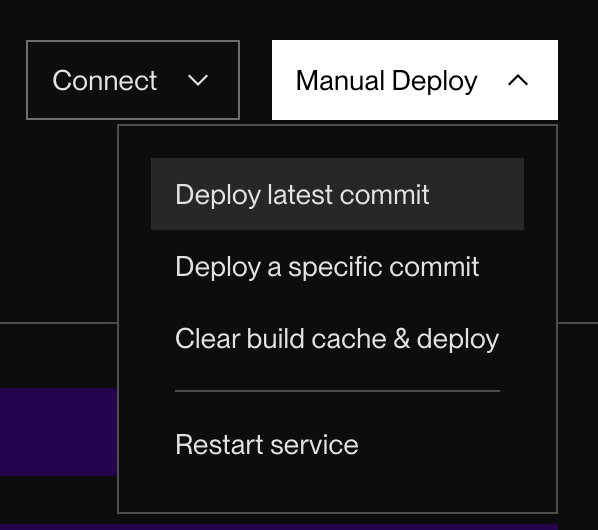 Connect
Manual Deploy
Deploy latest commit
Deploy a specific commit
Clear build cache & deploy
Restart service